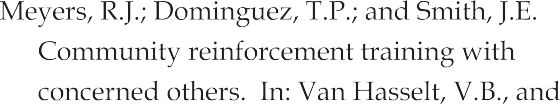 Meyers, R.J.; Dominguez, T.P.; and Smith, J.E.
Community reinforcement training with
concerned others. In: Van Hasselt, V.B., and